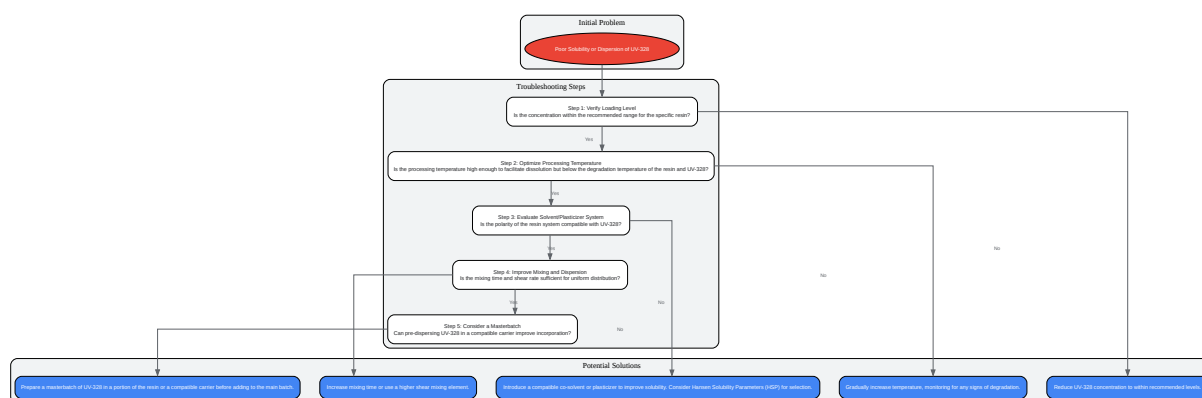 Initial Problem
Poor Solubility or Dispersion of UV-328
Troubleshooting Steps
Step 1: Verify Loading Level
Is the concentration within the recommended range for the specific resin?
Yes
Step 2: Optimize Processing Temperature
Is the processing temperature high enough to facilitate dissolution but below the degradation temperature of the resin and UV-328?
Yes
Step 3: Evaluate Solvent/Plasticizer System
Is the polarity of the resin system compatible with UV-328?
Yes
No
Step 4: Improve Mixing and Dispersion
Is the mixing time and shear rate sufficient for uniform distribution?
No
Yes
No
Step 5: Consider a Masterbatch
Can pre-dispersing UV-328 in a compatible carrier improve incorporation?
No
Potential Solutions
Prepare a masterbatch of UV-328 in a portion of the resin or a compatible carrier before adding to the main batch.
Increase mixing time or use a higher shear mixing element.
Introduce a compatible co-solvent or plasticizer to improve solubility. Consider Hansen Solubility Parameters (HSP) for selection.
Gradually increase temperature, monitoring for any signs of degradation.
Reduce UV-328 concentration to within recommended levels.